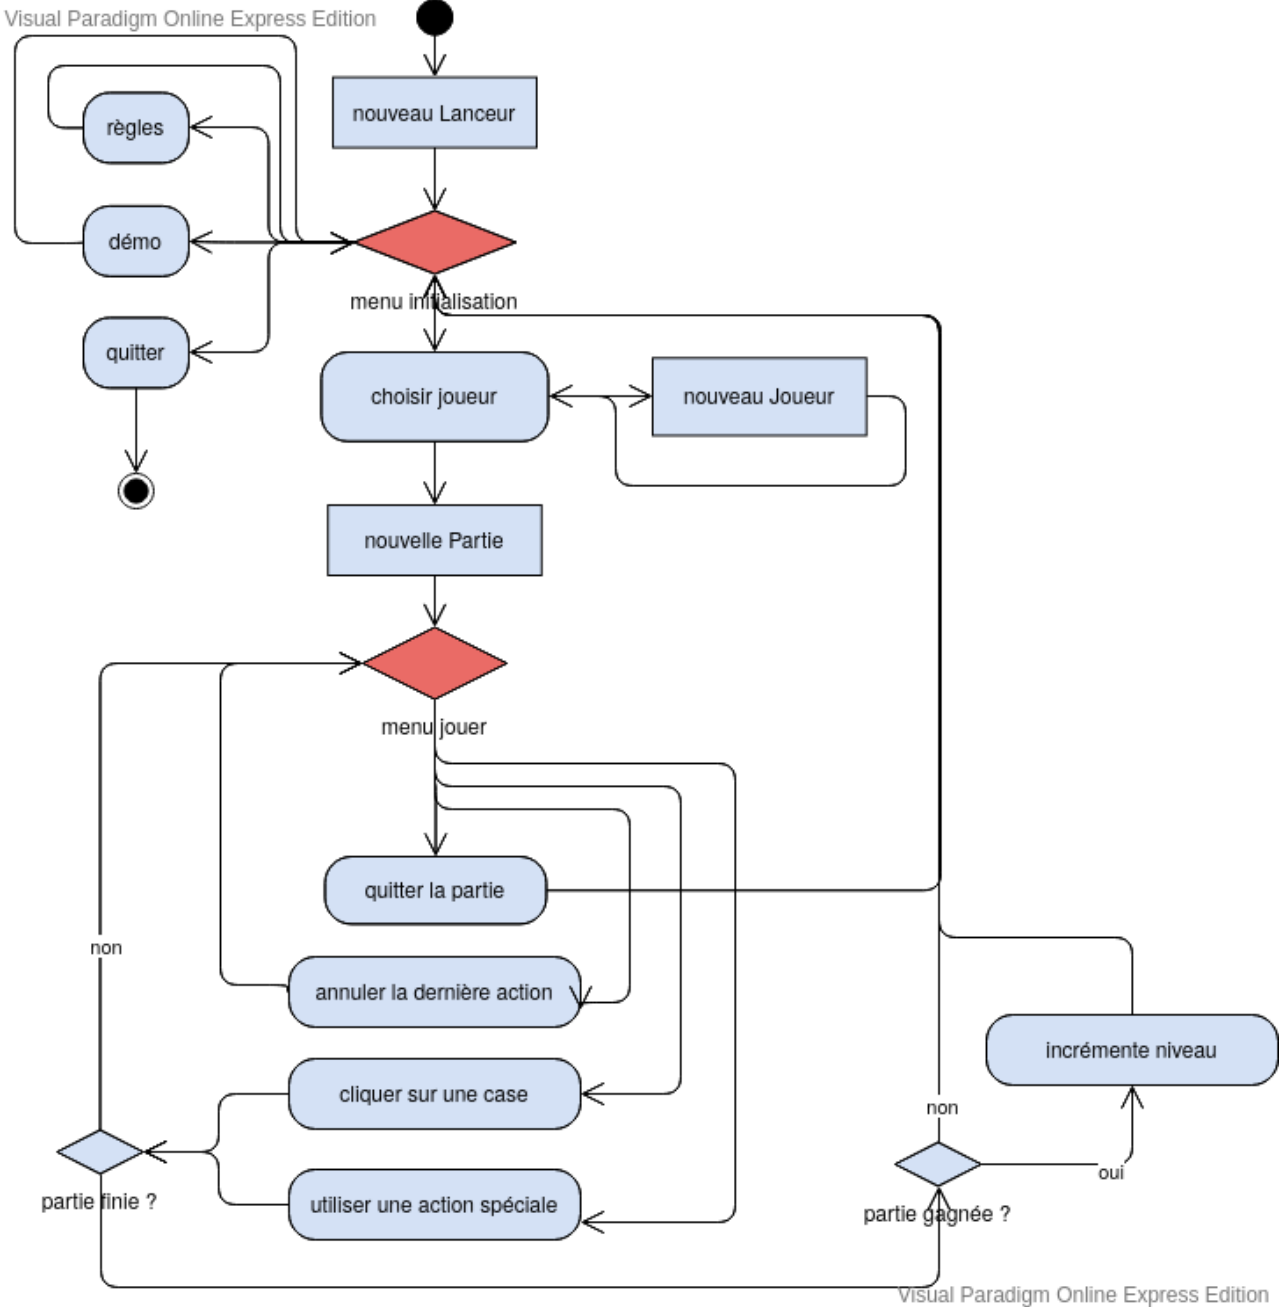 Visual Paradigm Online Express Edition
nouveau Lanceur
règles
démo
menu initialisation
quitter
choisir joueur
nouveau Joueur
nouvelle Partie
menu jouer
quitter la partie
non
annuler la dernière action
incrémente niveau
cliquer sur une case
non
oui
partie finie ?
utiliser une action spéciale
partie gagnée ?
Visual Paradigm Online Express Edition